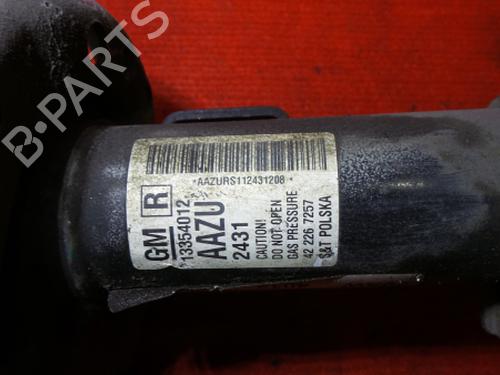 B-PARTS
*AAZURS112431208*
GM R
13354012
AAZU
2431
CAUTION!
DO NOT OPEN
GAS PRESSURE
42 226 7257
S&T POLSKA